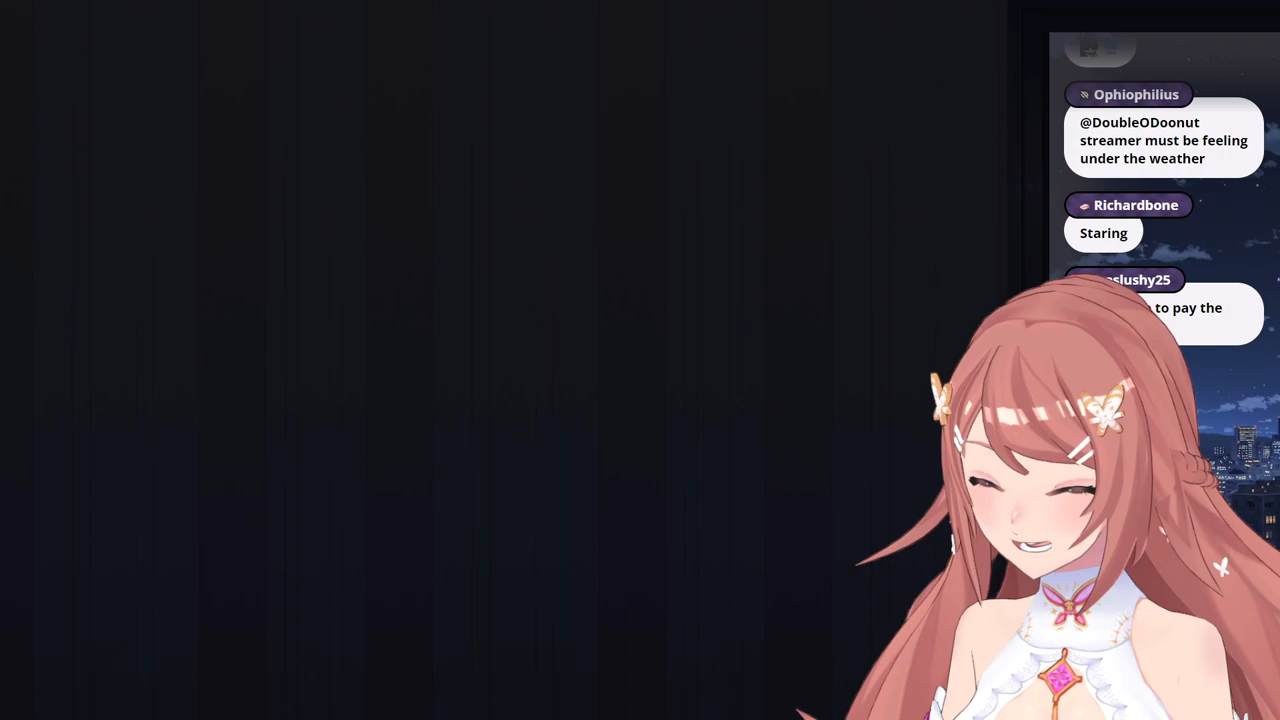 Ophiophilius
@DoubleODoonut
streamer must be feeling
under the weather
Richardbone
Staring
slushy25
to pay the